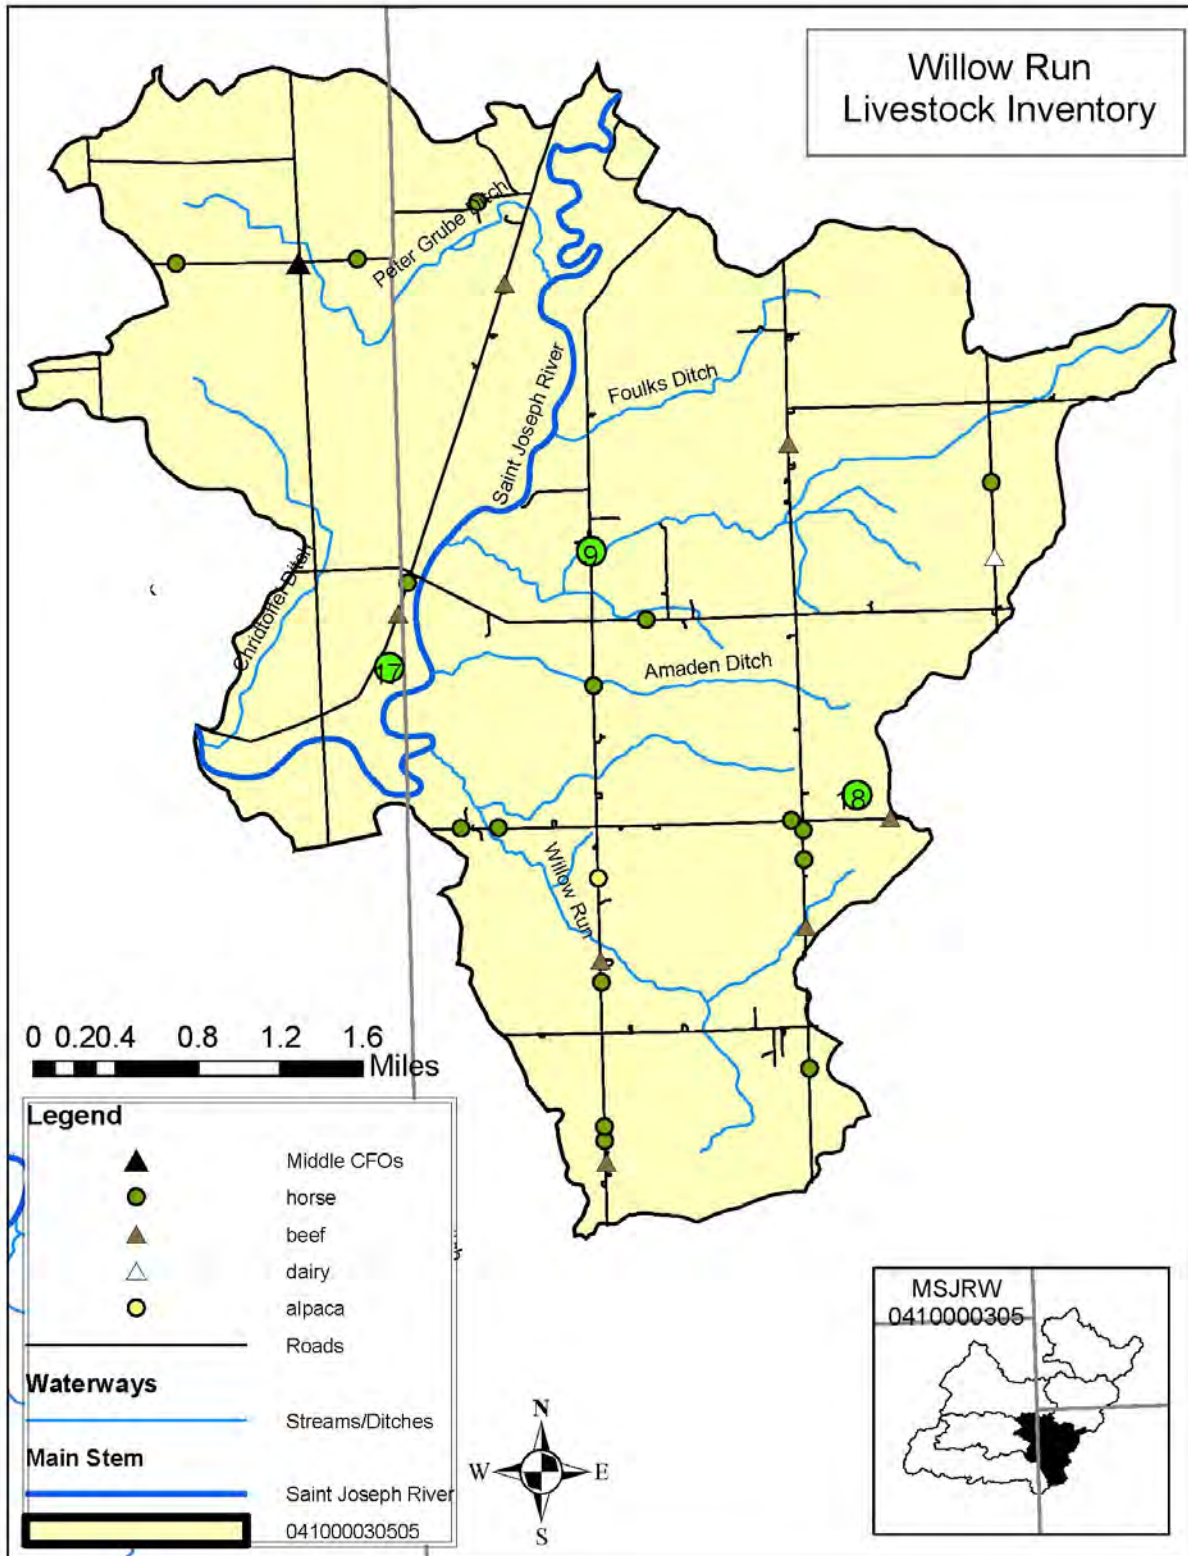 Willow Run
Livestock Inventory
Peter Grube Ditch
Saint Joseph River
Foulks Ditch
9
Chridtoffel Ditch
17
Amaden Ditch
18
Willow Run
0 0.20.4 0.8 1.2 1.6
Miles
Legend
Middle CFOs
horse
beef
dairy
alpaca
Roads
Waterways
Streams/Ditches
Main Stem
Saint Joseph River
041000030505
N
W E
S
MSJRW
0410000305